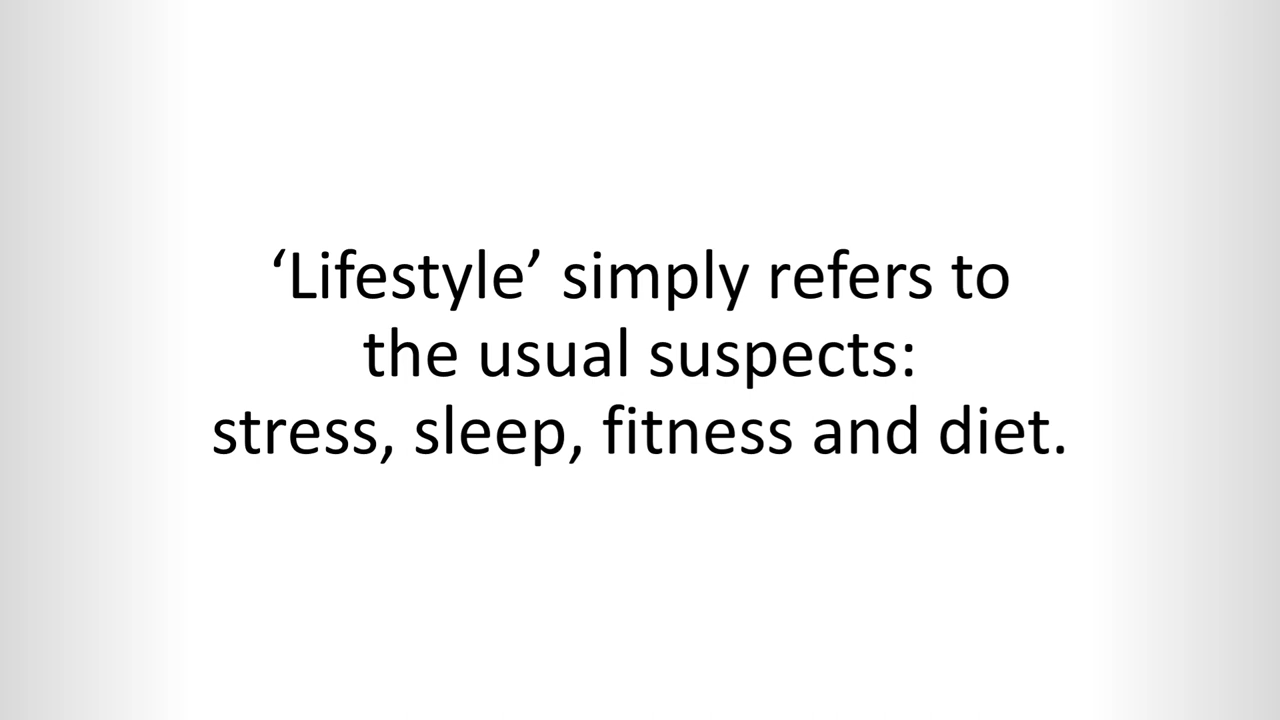 ‘Lifestyle’ simply refers to
the usual suspects:
stress, sleep, fitness and diet.